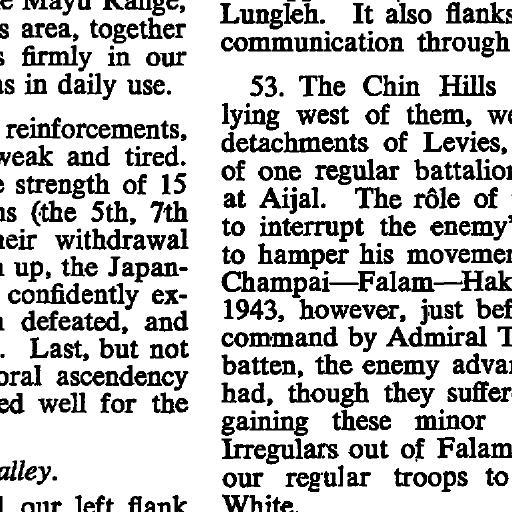 e Mayu Range,
s area, together
s firmly in our
as in daily use.
reinforcements,
weak and tired.
e strength of 15
ns (the 5th, 7th
heir withdrawal
n up, the Japan-
confidently ex-
n defeated, and
. Last, but not
oral ascendency
ed well for the
alley.
l our left flank
Lungleh. It also flanks
communication through
53. The Chin Hills
lying west of them, we
detachments of Levies,
of one regular battalion
at Aijal. The rôle of
to interrupt the enemy'
to hamper his movemen
Champai—Falam—Hak
1943, however, just bef
command by Admiral T
batten, the enemy advan
had, though they suffer
gaining these minor
Irregulars out of Falam
our regular troops to
White.